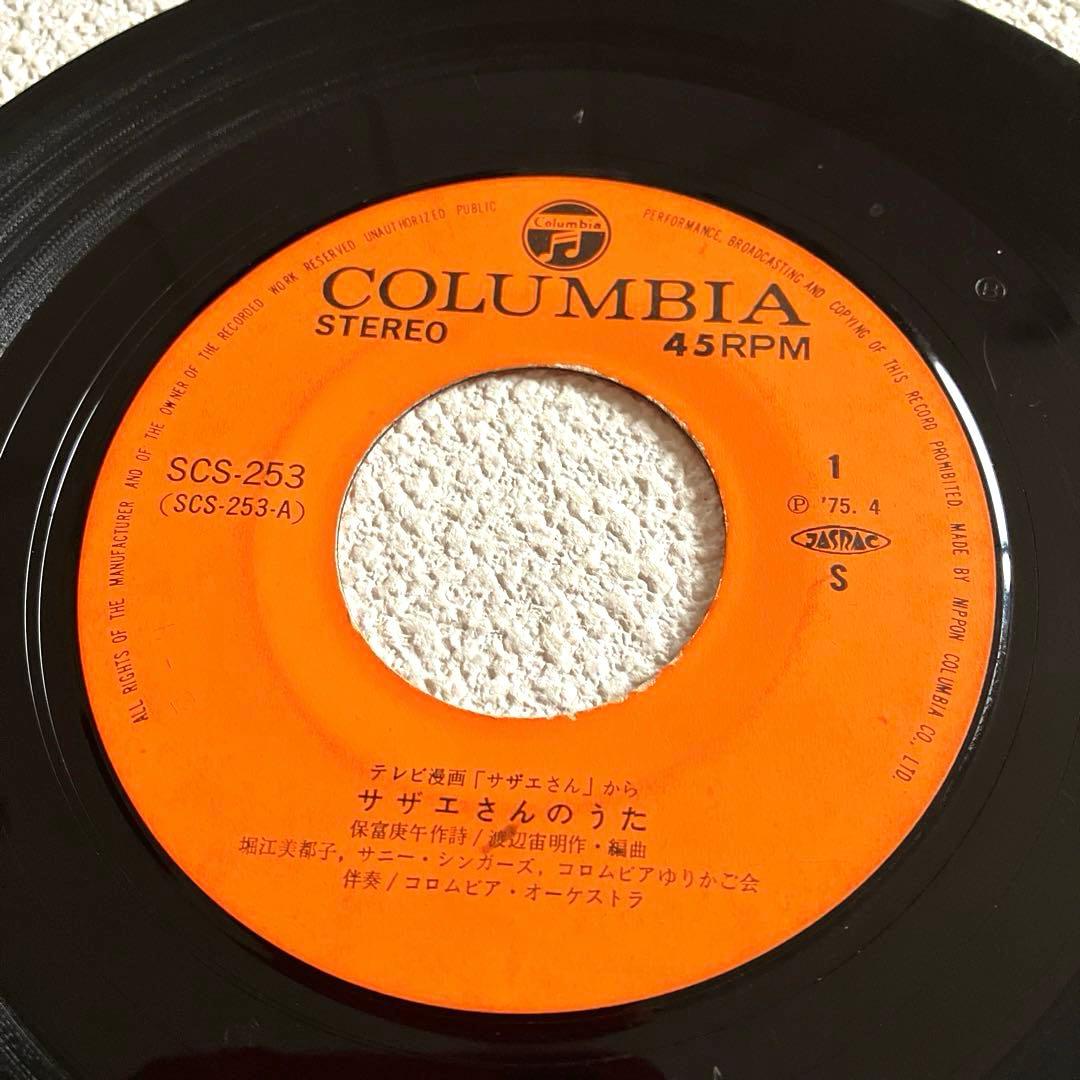 ALL RIGHTS OF THE MANUFACTURER AND OF THE OWNER OF THE RECORDED WORK RESERVED UNAUTHORIZED PUBLIC PERFORMANCE, BROADCASTING AND COPYING OF THIS RECORD PROHIBITED. MADE BY NIPPON COLUMBIA CO., LTD.
Columbia
COLUMBIA
STEREO 45RPM
SCS-253
(SCS-253-A)
1
Ⓟ '75. 4
JASRAC
S
テレビ漫画「サザエさん」から
サザエさんのうた
保富庚午作詩/渡辺宙明作・編曲
堀江美都子, サニー・シンガーズ, コロムビアゆりかご会
伴奏/コロムビア・オーケストラ